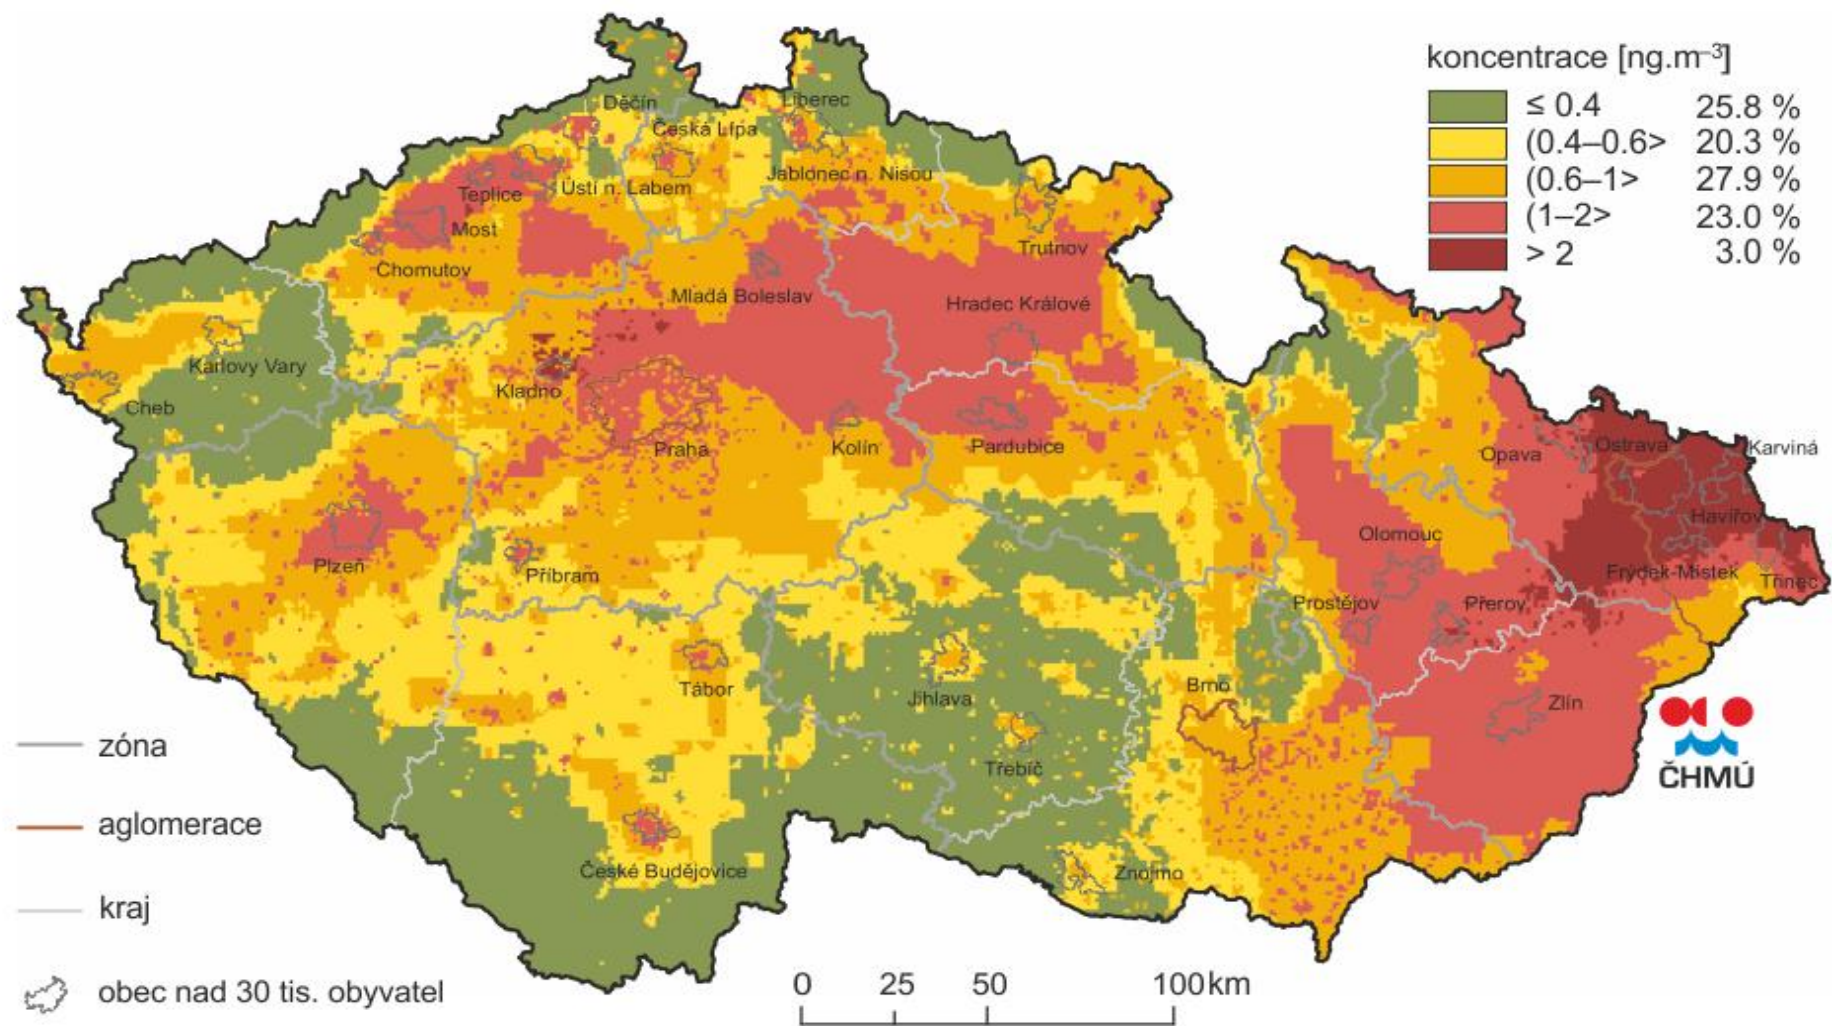 koncentrace [ng.m⁻³]
≤ 0.4 25.8 %
(0.4–0.6> 20.3 %
(0.6–1> 27.9 %
(1–2> 23.0 %
> 2 3.0 %
Děčín
Liberec
Česká Lípa
Teplice
Ústí n. Labem
Jablonec n. Nisou
Most
Trutnov
Chomutov
Mladá Boleslav
Hradec Králové
Karlovy Vary
Kladno
Cheb
Praha
Kolín
Pardubice
Opava
Ostrava
Karviná
Havířov
Olomouc
Plzeň
Příbram
Frýdek-Místek
Třinec
Prostějov
Přerov
Tábor
Jihlava
Brno
Zlín
Třebíč
České Budějovice
Znojmo
ČHMÚ
zóna
aglomerace
kraj
obec nad 30 tis. obyvatel
0 25 50 100km